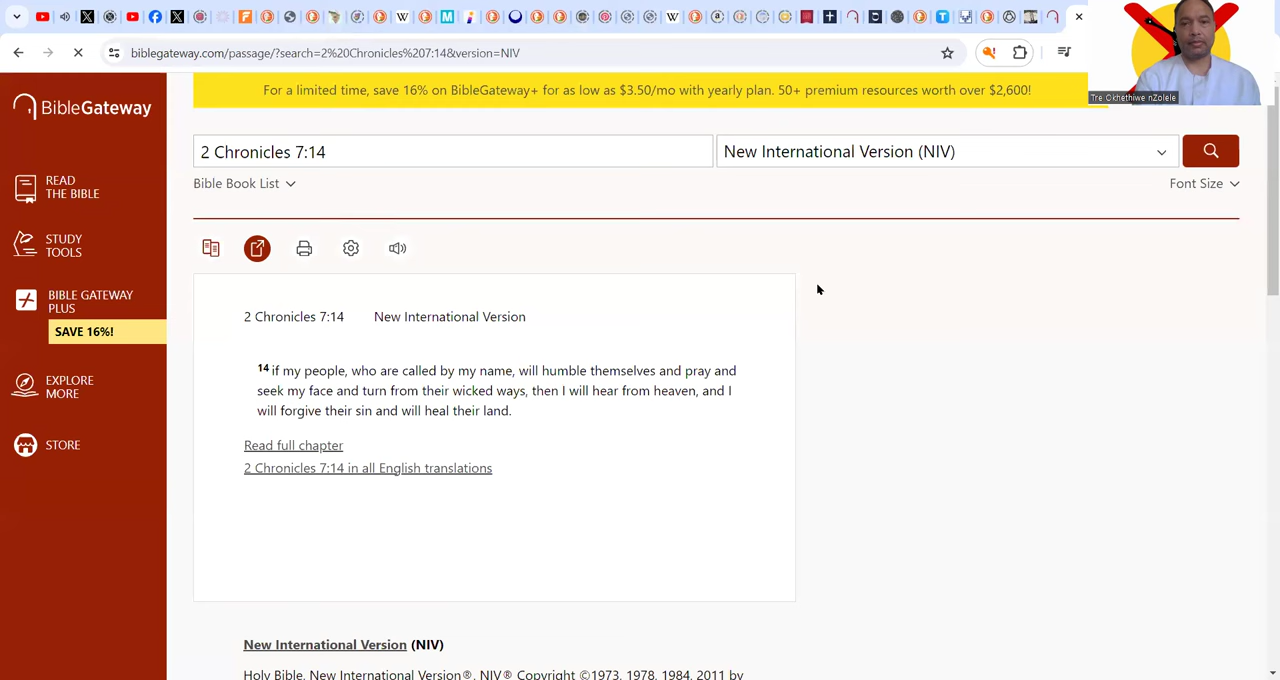 biblegateway.com/passage/?search=2%20Chronicles%207:14&version=NIV
Tre Okhethiwe nZolele
For a limited time, save 16% on BibleGateway+ for as low as $3.50/mo with yearly plan. 50+ premium resources worth over $2,600!
BibleGateway
READ
THE BIBLE
STUDY
TOOLS
BIBLE GATEWAY
PLUS
SAVE 16%!
EXPLORE
MORE
STORE
2 Chronicles 7:14
New International Version (NIV)
Bible Book List
Font Size
2 Chronicles 7:14 New International Version
14 if my people, who are called by my name, will humble themselves and pray and
seek my face and turn from their wicked ways, then I will hear from heaven, and I
will forgive their sin and will heal their land.
Read full chapter
2 Chronicles 7:14 in all English translations
New International Version (NIV)
Holy Bible, New International Version®, NIV® Copyright ©1973, 1978, 1984, 2011 by